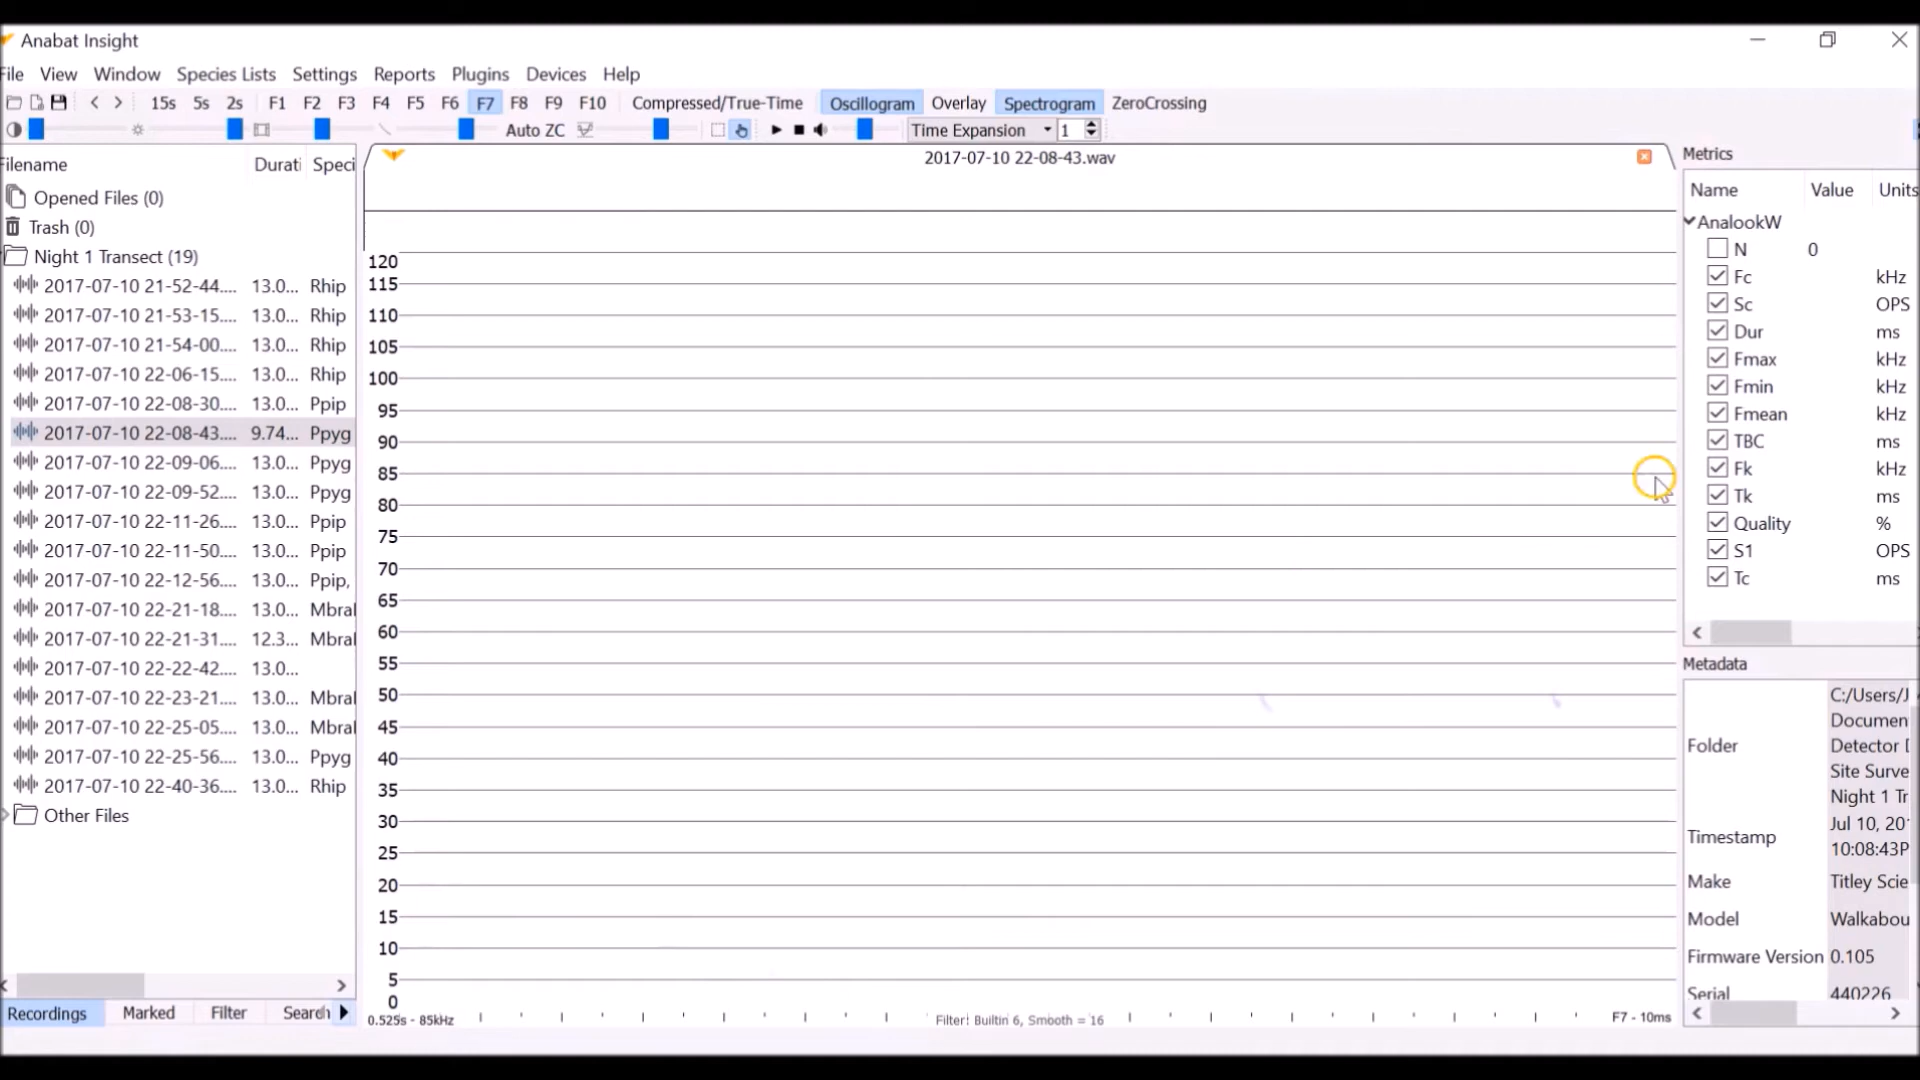 Anabat Insight
File View Window Species Lists Settings Reports Plugins Devices Help
15s 5s 2s F1 F2 F3 F4 F5 F6 F7 F8 F9 F10 Compressed/True-Time Oscillogram Overlay Spectrogram ZeroCrossing
Auto ZC Time Expansion 1
Filename Durati Speci
Opened Files (0)
Trash (0)
Night 1 Transect (19)
2017-07-10 21-52-44.... 13.0... Rhip
2017-07-10 21-53-15.... 13.0... Rhip
2017-07-10 21-54-00.... 13.0... Rhip
2017-07-10 22-06-15.... 13.0... Rhip
2017-07-10 22-08-30.... 13.0... Ppip
2017-07-10 22-08-43.... 9.74... Ppyg
2017-07-10 22-09-06.... 13.0... Ppyg
2017-07-10 22-09-52.... 13.0... Ppyg
2017-07-10 22-11-26.... 13.0... Ppip
2017-07-10 22-11-50.... 13.0... Ppip
2017-07-10 22-12-56.... 13.0... Ppip,
2017-07-10 22-21-18.... 13.0... Mbral
2017-07-10 22-21-31.... 12.3... Mbral
2017-07-10 22-22-42.... 13.0...
2017-07-10 22-23-21.... 13.0... Mbral
2017-07-10 22-25-05.... 13.0... Mbral
2017-07-10 22-25-56.... 13.0... Ppyg
2017-07-10 22-40-36.... 13.0... Rhip
Other Files
Recordings Marked Filter Search
2017-07-10 22-08-43.wav
120
115
110
105
100
95
90
85
80
75
70
65
60
55
50
45
40
35
30
25
20
15
10
5
0
0.525s - 85kHz Filter: Builtin 6, Smooth = 16 F7 - 10ms
Metrics
Name Value Units
AnalookW
N 0
Fc kHz
Sc OPS
Dur ms
Fmax kHz
Fmin kHz
Fmean kHz
TBC ms
Fk kHz
Tk ms
Quality %
S1 OPS
Tc ms
Metadata
C:/Users/J
Documen
Folder Detector
Site Surve
Night 1 Tr
Timestamp Jul 10, 20
10:08:43P
Make Titley Scie
Model Walkabou
Firmware Version 0.105
Serial 440226